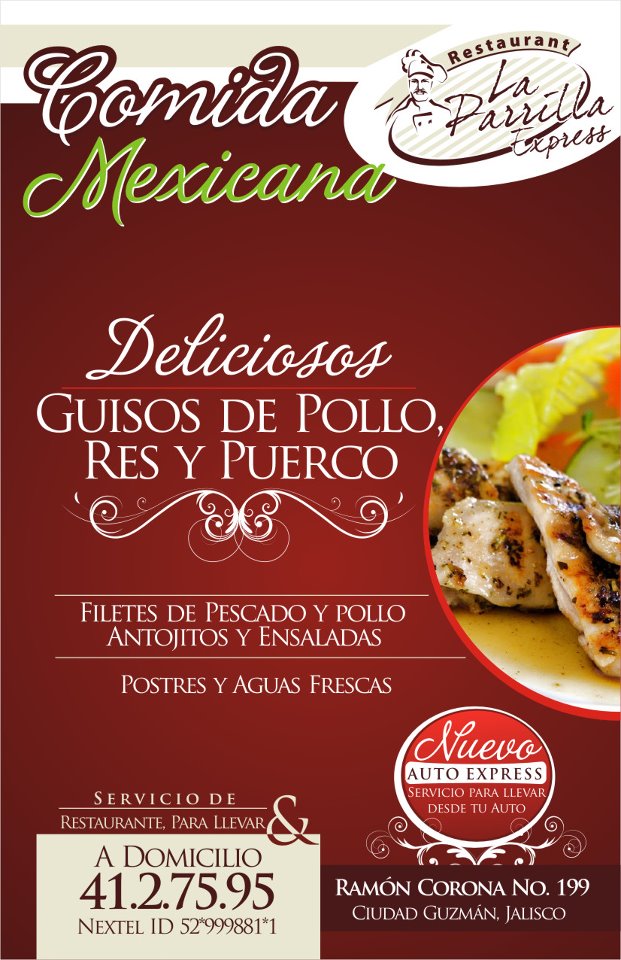 Comida
Mexicana
Restaurant
La
Parrilla
Express
Deliciosos
GUISOS DE POLLO,
RES Y PUERCO
FILETES DE PESCADO Y POLLO
ANTOJITOS Y ENSALADAS
POSTRES Y AGUAS FRESCAS
Nuevo
AUTO EXPRESS
SERVICIO PARA LLEVAR
DESDE TU AUTO
SERVICIO DE
RESTAURANTE, PARA LLEVAR &
A DOMICILIO
41.2.75.95
NEXTEL ID 52*999881*1
RAMÓN CORONA NO. 199
CIUDAD GUZMÁN, JALISCO